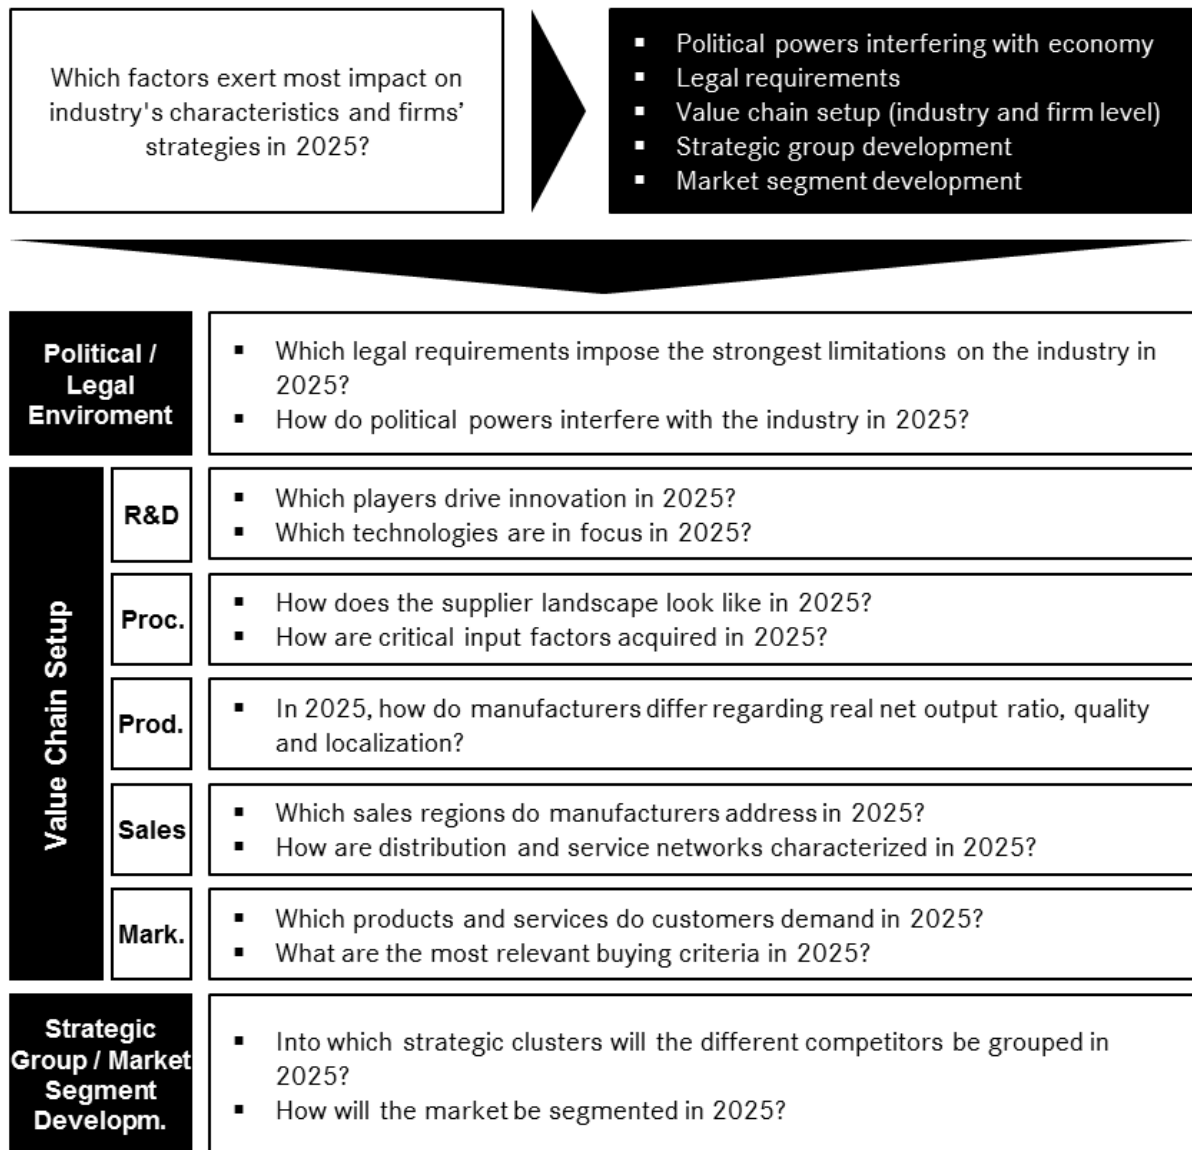 Which factors exert most impact on
industry's characteristics and firms’
strategies in 2025?
▪ Political powers interfering with economy
▪ Legal requirements
▪ Value chain setup (industry and firm level)
▪ Strategic group development
▪ Market segment development
Political /
Legal
Enviroment
▪ Which legal requirements impose the strongest limitations on the industry in
2025?
▪ How do political powers interfere with the industry in 2025?
Value Chain Setup
R&D
▪ Which players drive innovation in 2025?
▪ Which technologies are in focus in 2025?
Proc.
▪ How does the supplier landscape look like in 2025?
▪ How are critical input factors acquired in 2025?
Prod.
▪ In 2025, how do manufacturers differ regarding real net output ratio, quality
and localization?
Sales
▪ Which sales regions do manufacturers address in 2025?
▪ How are distribution and service networks characterized in 2025?
Mark.
▪ Which products and services do customers demand in 2025?
▪ What are the most relevant buying criteria in 2025?
Strategic
Group / Market
Segment
Developm.
▪ Into which strategic clusters will the different competitors be grouped in
2025?
▪ How will the market be segmented in 2025?